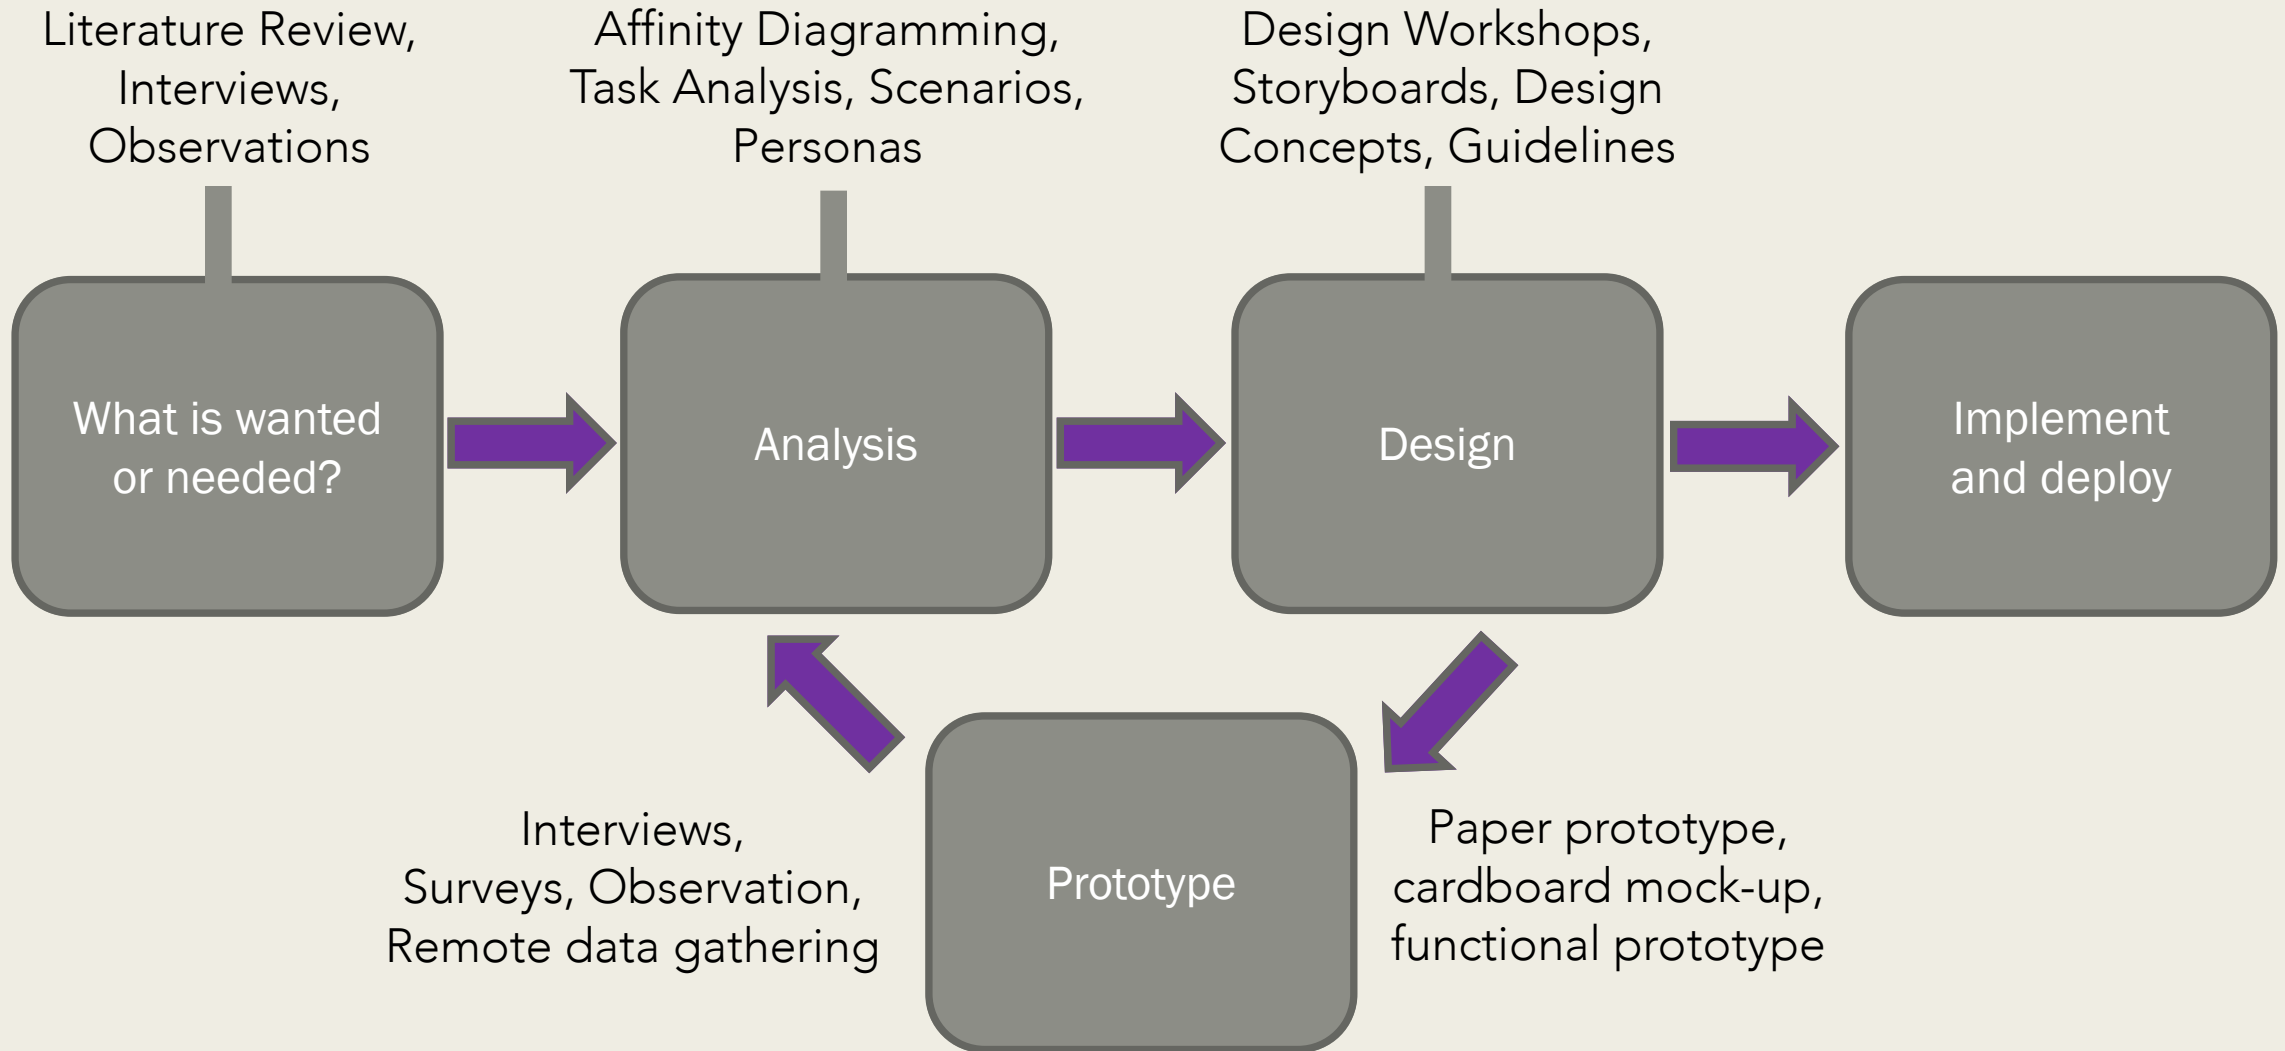 Literature Review,
Interviews,
Observations
Affinity Diagramming,
Task Analysis, Scenarios,
Personas
Design Workshops,
Storyboards, Design
Concepts, Guidelines
What is wanted
or needed?
Analysis
Design
Implement
and deploy
Interviews,
Surveys, Observation,
Remote data gathering
Prototype
Paper prototype,
cardboard mock-up,
functional prototype